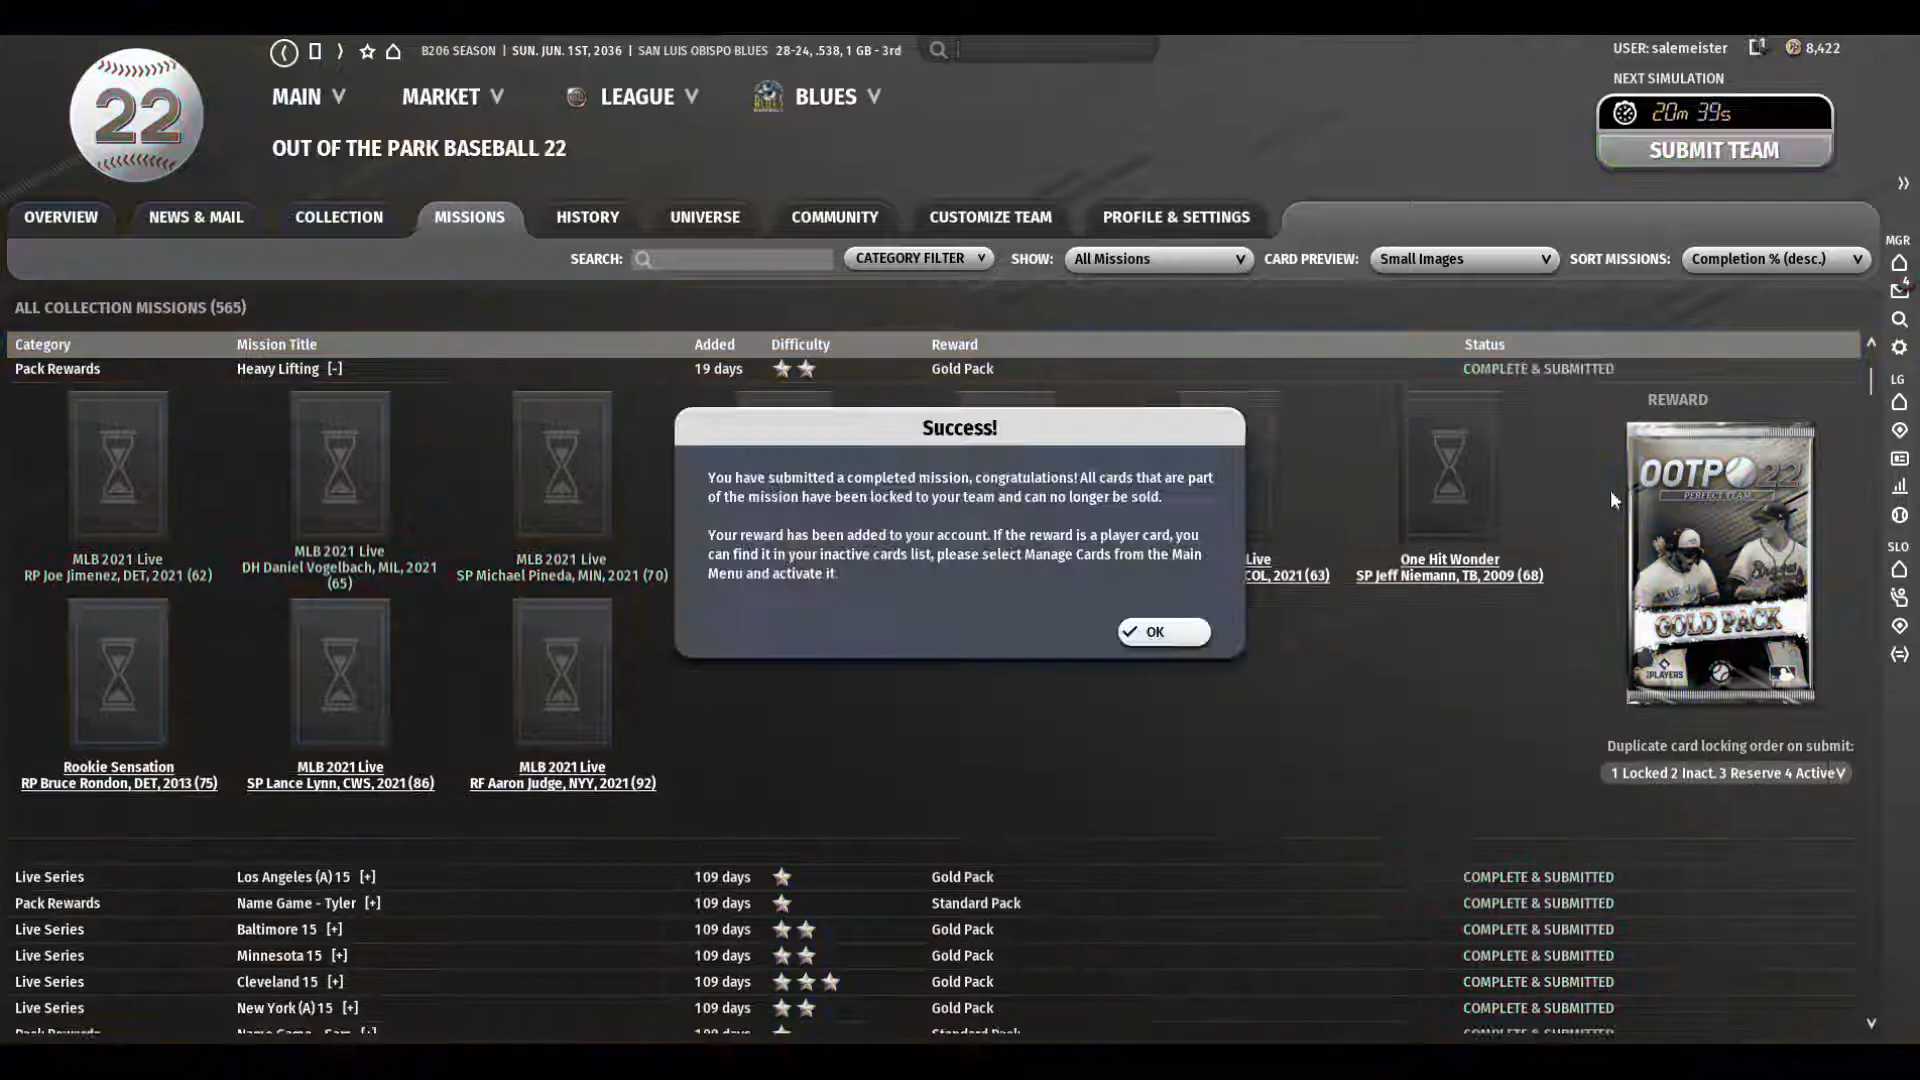 22
B206 SEASON | SUN. JUN. 1ST, 2036 | SAN LUIS OBISPO BLUES 28-24, .538, 1 GB - 3rd
USER: salemeister 1 8,422
NEXT SIMULATION
MAIN MARKET LEAGUE BLUES
20m 39s
SUBMIT TEAM
OUT OF THE PARK BASEBALL 22
OVERVIEW NEWS & MAIL COLLECTION MISSIONS HISTORY UNIVERSE COMMUNITY CUSTOMIZE TEAM PROFILE & SETTINGS
SEARCH: CATEGORY FILTER SHOW: All Missions CARD PREVIEW: Small Images SORT MISSIONS: Completion % (desc.)
MGR
4
LG
SLO
ALL COLLECTION MISSIONS (565)
Category Mission Title Added Difficulty Reward Status
Pack Rewards Heavy Lifting [-] 19 days Gold Pack COMPLETE & SUBMITTED
REWARD
Success!
You have submitted a completed mission, congratulations! All cards that are part
of the mission have been locked to your team and can no longer be sold.
Your reward has been added to your account. If the reward is a player card, you
can find it in your inactive cards list, please select Manage Cards from the Main
Menu and activate it.
OK
MLB 2021 Live
RP Joe Jimenez, DET, 2021 (62)
MLB 2021 Live
DH Daniel Vogelbach, MIL, 2021
(65)
MLB 2021 Live
SP Michael Pineda, MIN, 2021 (70)
Live
COL, 2021 (63)
One Hit Wonder
SP Jeff Niemann, TB, 2009 (68)
OOTP 22
PERFECT TEAM
GOLD PACK
PLAYERS
Rookie Sensation
RP Bruce Rondon, DET, 2013 (75)
MLB 2021 Live
SP Lance Lynn, CWS, 2021 (86)
MLB 2021 Live
RF Aaron Judge, NYY, 2021 (92)
Duplicate card locking order on submit:
1 Locked 2 Inact. 3 Reserve 4 Active
Live Series Los Angeles (A) 15 [+] 109 days Gold Pack COMPLETE & SUBMITTED
Pack Rewards Name Game - Tyler [+] 109 days Standard Pack COMPLETE & SUBMITTED
Live Series Baltimore 15 [+] 109 days Gold Pack COMPLETE & SUBMITTED
Live Series Minnesota 15 [+] 109 days Gold Pack COMPLETE & SUBMITTED
Live Series Cleveland 15 [+] 109 days Gold Pack COMPLETE & SUBMITTED
Live Series New York (A) 15 [+] 109 days Gold Pack COMPLETE & SUBMITTED
Pack Rewards Name Game - Sam [+] 109 days Standard Pack COMPLETE & SUBMITTED